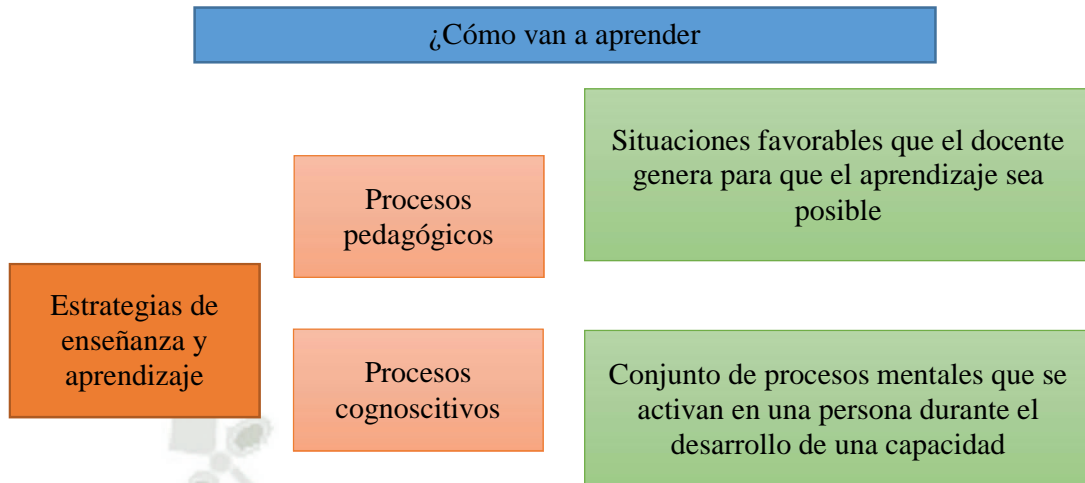 ¿Cómo van a aprender
Situaciones favorables que el docente
genera para que el aprendizaje sea
posible
Procesos
pedagógicos
Estrategias de
enseñanza y
aprendizaje
Procesos
cognoscitivos
Conjunto de procesos mentales que se
activan en una persona durante el
desarrollo de una capacidad